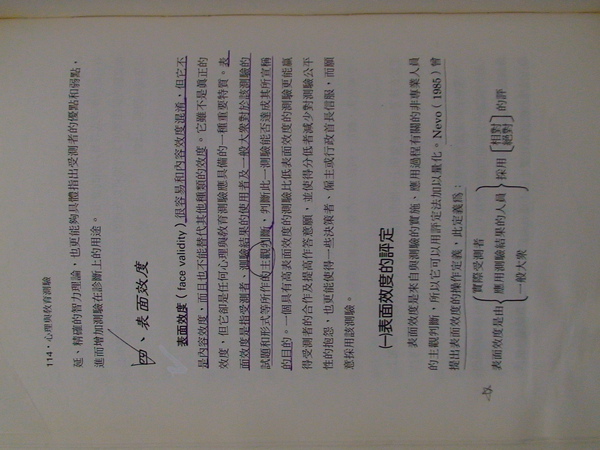 114．心理與教育測驗
延、精確的智力理論，也更能夠具體指出受測者的優點和弱點，
進而增加測驗在診斷上的用途。
四、表面效度
表面效度（face validity）很容易和內容效度混淆，但它不
是內容效度，而且也不能替代其他種類的效度。它雖不是真正的
效度，但它卻是任何心理與教育測驗應具備的一種重要特質。表
面效度是指受測者、測驗結果的使用者及一般大眾對於該測驗的
試題和形式等所作的主觀判斷，判斷此一測驗能否達成其所宣稱
的目的。一個具有高表面效度的測驗比低表面效度的測驗更能贏
得受測者的合作及提高作答意願，並使得分低者減少對測驗公平
性的抱怨，也更能使得一些決策者、僱主或行政首長信服，而願
意採用該測驗。
㈠表面效度的評定
表面效度是來自與測驗的實施、應用過程有關的非專業人員
的主觀判斷，所以它可以用評定法加以量化。Nevo（1985）曾
提出表面效度的操作定義，此定義為：
實際受測者
表面效度是由 應用測驗結果的人員 採用 相對 絕對 的評
一般大眾